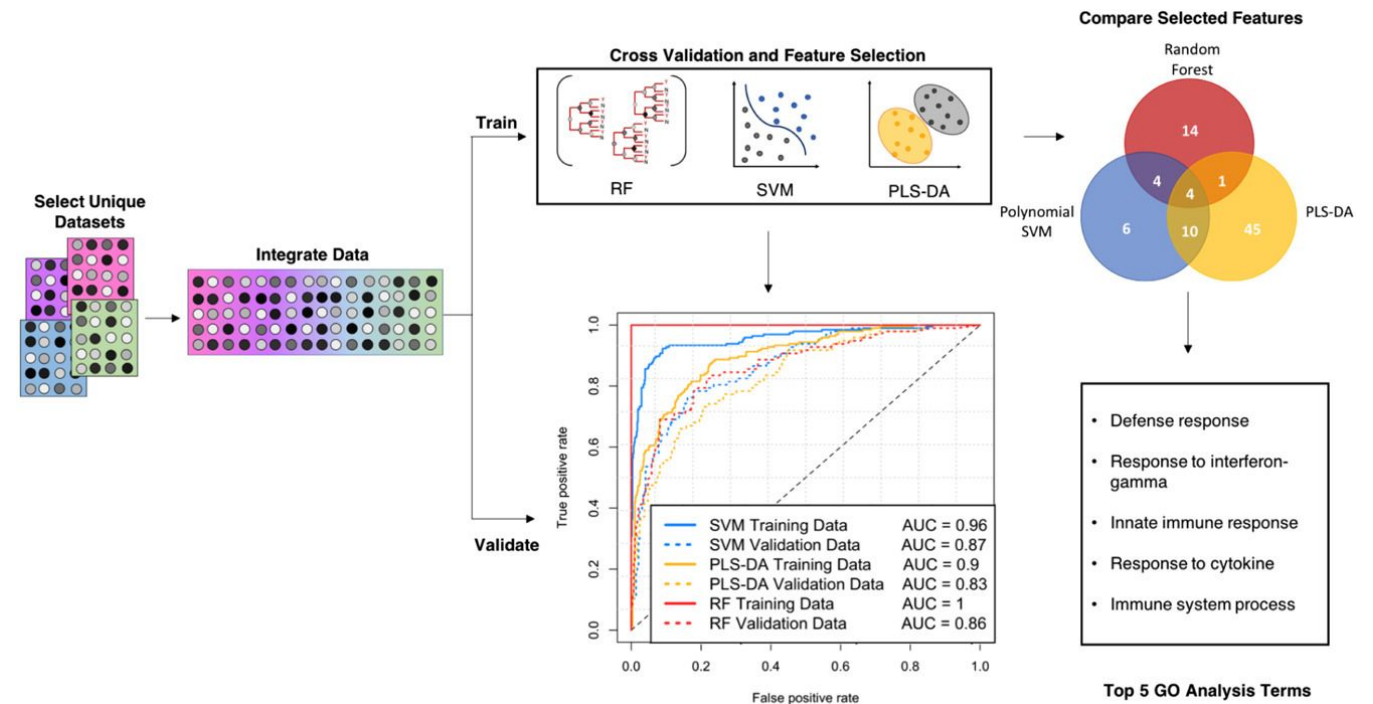 Select Unique
Datasets
Integrate Data
Train
Validate
Cross Validation and Feature Selection
RF
SVM
PLS-DA
True positive rate
1.0
0.8
0.6
0.4
0.2
0.0
SVM Training Data AUC = 0.96
SVM Validation Data AUC = 0.87
PLS-DA Training Data AUC = 0.9
PLS-DA Validation Data AUC = 0.83
RF Training Data AUC = 1
RF Validation Data AUC = 0.86
0.0 0.2 0.4 0.6 0.8 1.0
False positive rate
Compare Selected Features
Random
Forest
14
4
1
4
Polynomial
SVM
6
10
45
PLS-DA
• Defense response
• Response to interferon-
gamma
• Innate immune response
• Response to cytokine
• Immune system process
Top 5 GO Analysis Terms